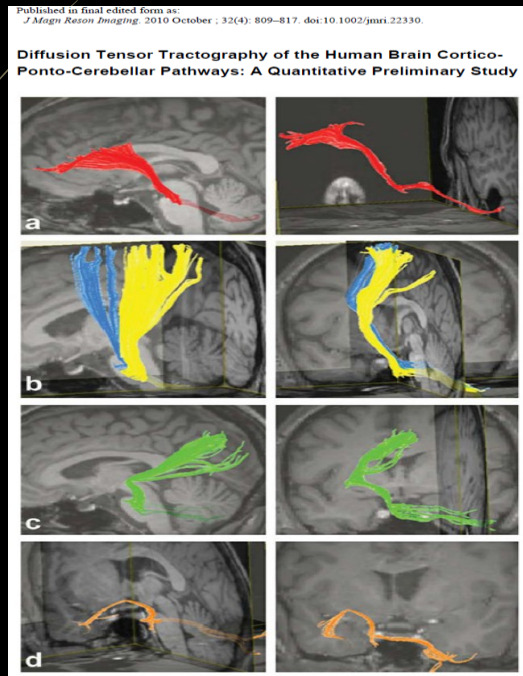 Published in final edited form as:
J Magn Reson Imaging. 2010 October ; 32(4): 809–817. doi:10.1002/jmri.22330.
Diffusion Tensor Tractography of the Human Brain Cortico-
Ponto-Cerebellar Pathways: A Quantitative Preliminary Study
a
b
c
d